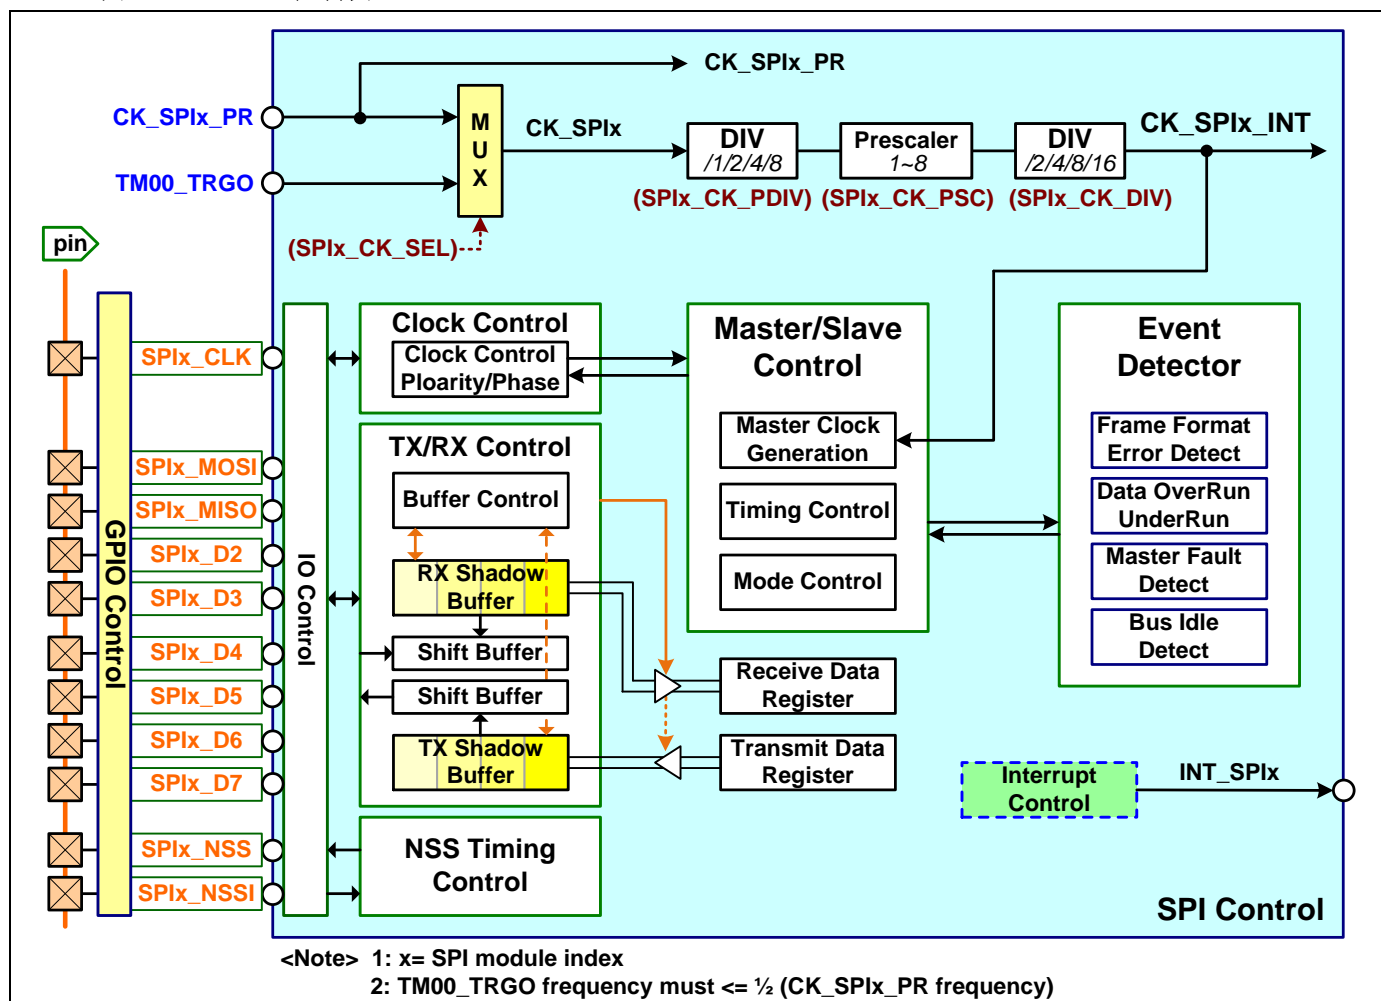 CK_SPIx_PR
CK_SPIx_PR
TM00_TRGO
MUX
CK_SPIx
DIV
/1/2/4/8
Prescaler
1~8
DIV
/2/4/8/16
CK_SPIx_INT
(SPIx_CK_PDIV)
(SPIx_CK_PSC)
(SPIx_CK_DIV)
(SPIx_CK_SEL)
pin
GPIO Control
SPIx_CLK
SPIx_MOSI
SPIx_MISO
SPIx_D2
SPIx_D3
SPIx_D4
SPIx_D5
SPIx_D6
SPIx_D7
SPIx_NSS
SPIx_NSSI
IO Control
Clock Control
Clock Control
Ploarity/Phase
TX/RX Control
Buffer Control
RX Shadow
Buffer
Shift Buffer
Shift Buffer
TX Shadow
Buffer
NSS Timing
Control
Master/Slave
Control
Master Clock
Generation
Timing Control
Mode Control
Receive Data
Register
Transmit Data
Register
Event
Detector
Frame Format
Error Detect
Data OverRun
UnderRun
Master Fault
Detect
Bus Idle
Detect
Interrupt
Control
INT_SPIx
SPI Control
<Note> 1: x= SPI module index
2: TM00_TRGO frequency must <= ½ (CK_SPIx_PR frequency)